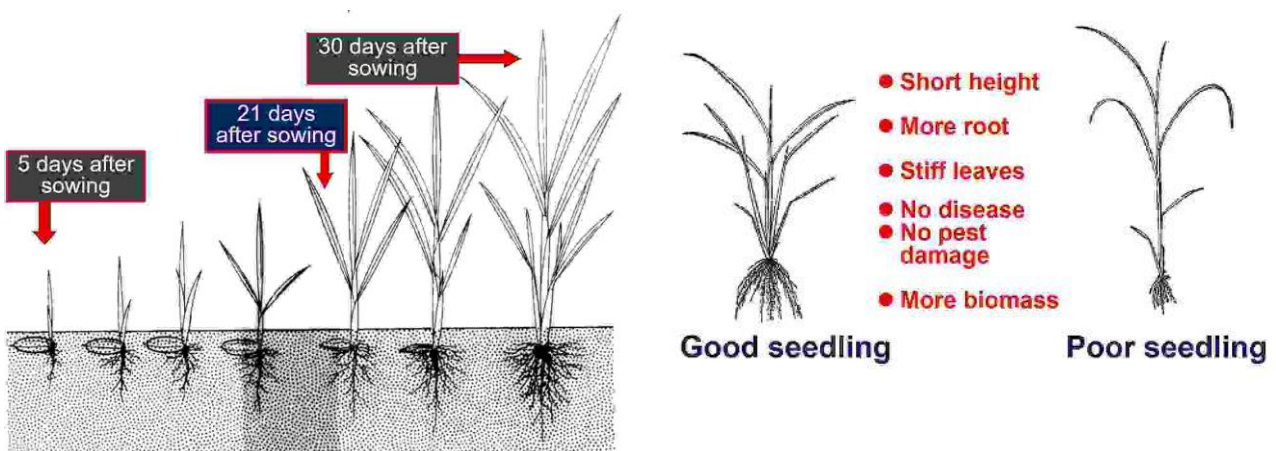 5 days after
sowing
21 days
after sowing
30 days after
sowing
● Short height
● More root
● Stiff leaves
● No disease
● No pest
damage
● More biomass
Good seedling
Poor seedling